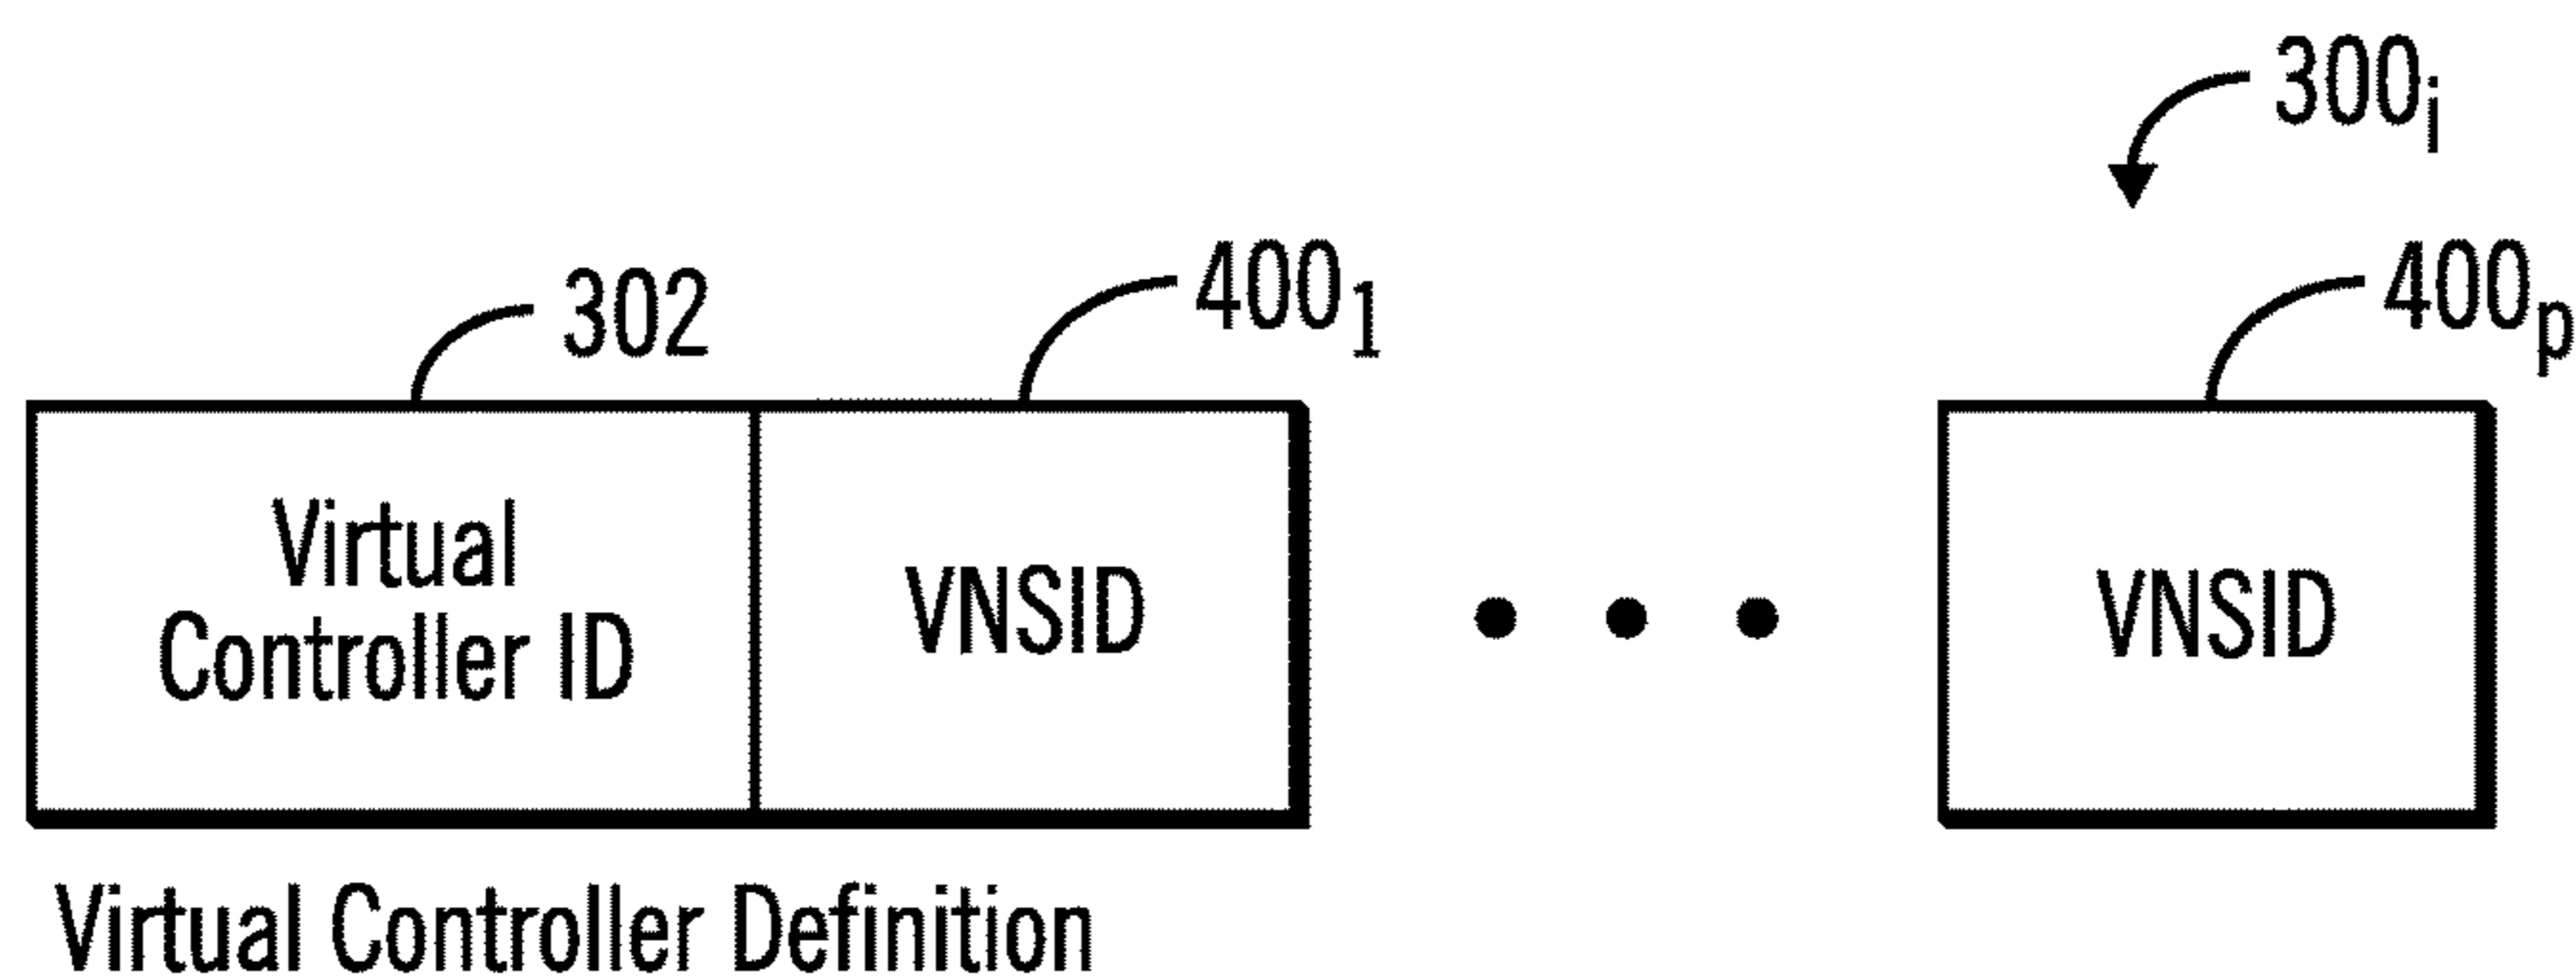 300i
302
4001
400p
Virtual
Controller ID
VNSID
VNSID
Virtual Controller Definition